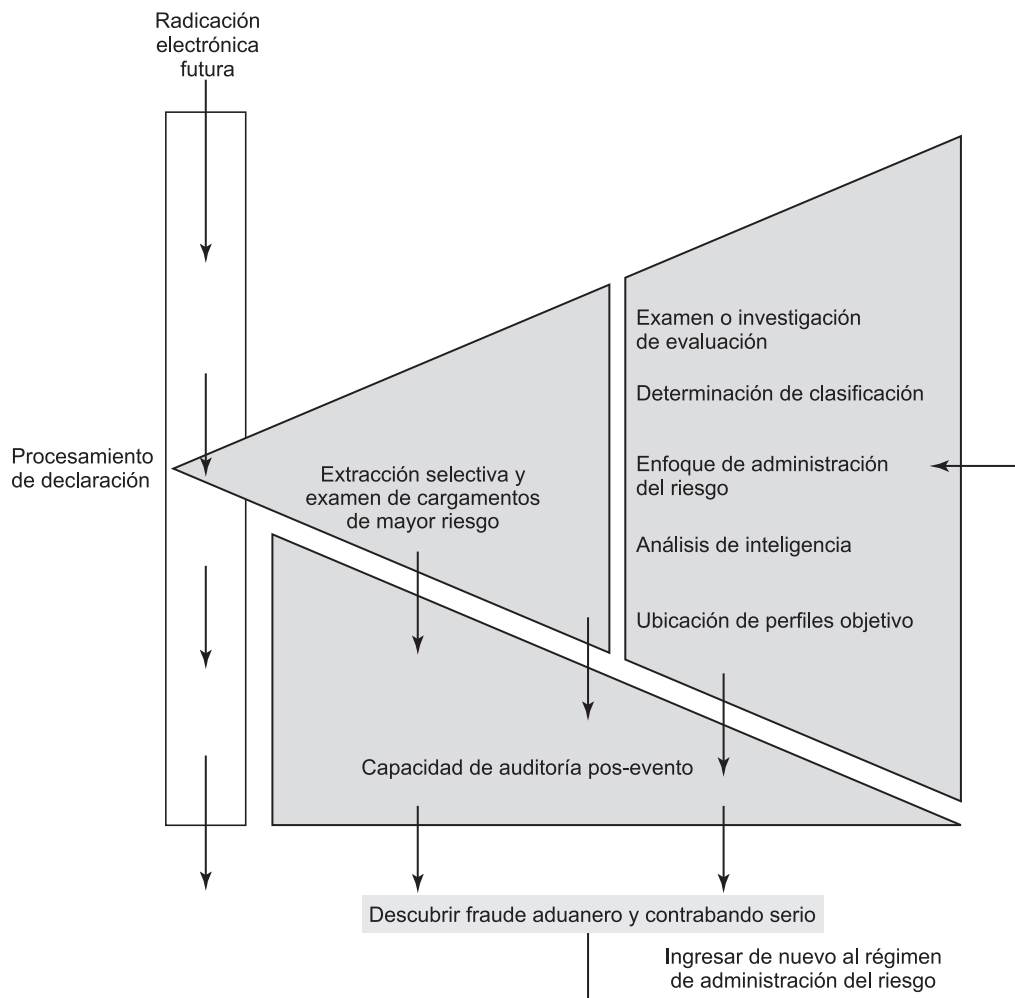 Radicación
electrónica
futura
Procesamiento
de declaración
Extracción selectiva y
examen de cargamentos
de mayor riesgo
Examen o investigación
de evaluación
Determinación de clasificación
Enfoque de administración
del riesgo
Análisis de inteligencia
Ubicación de perfiles objetivo
Capacidad de auditoría pos-evento
Descubrir fraude aduanero y contrabando serio
Ingresar de nuevo al régimen
de administración del riesgo